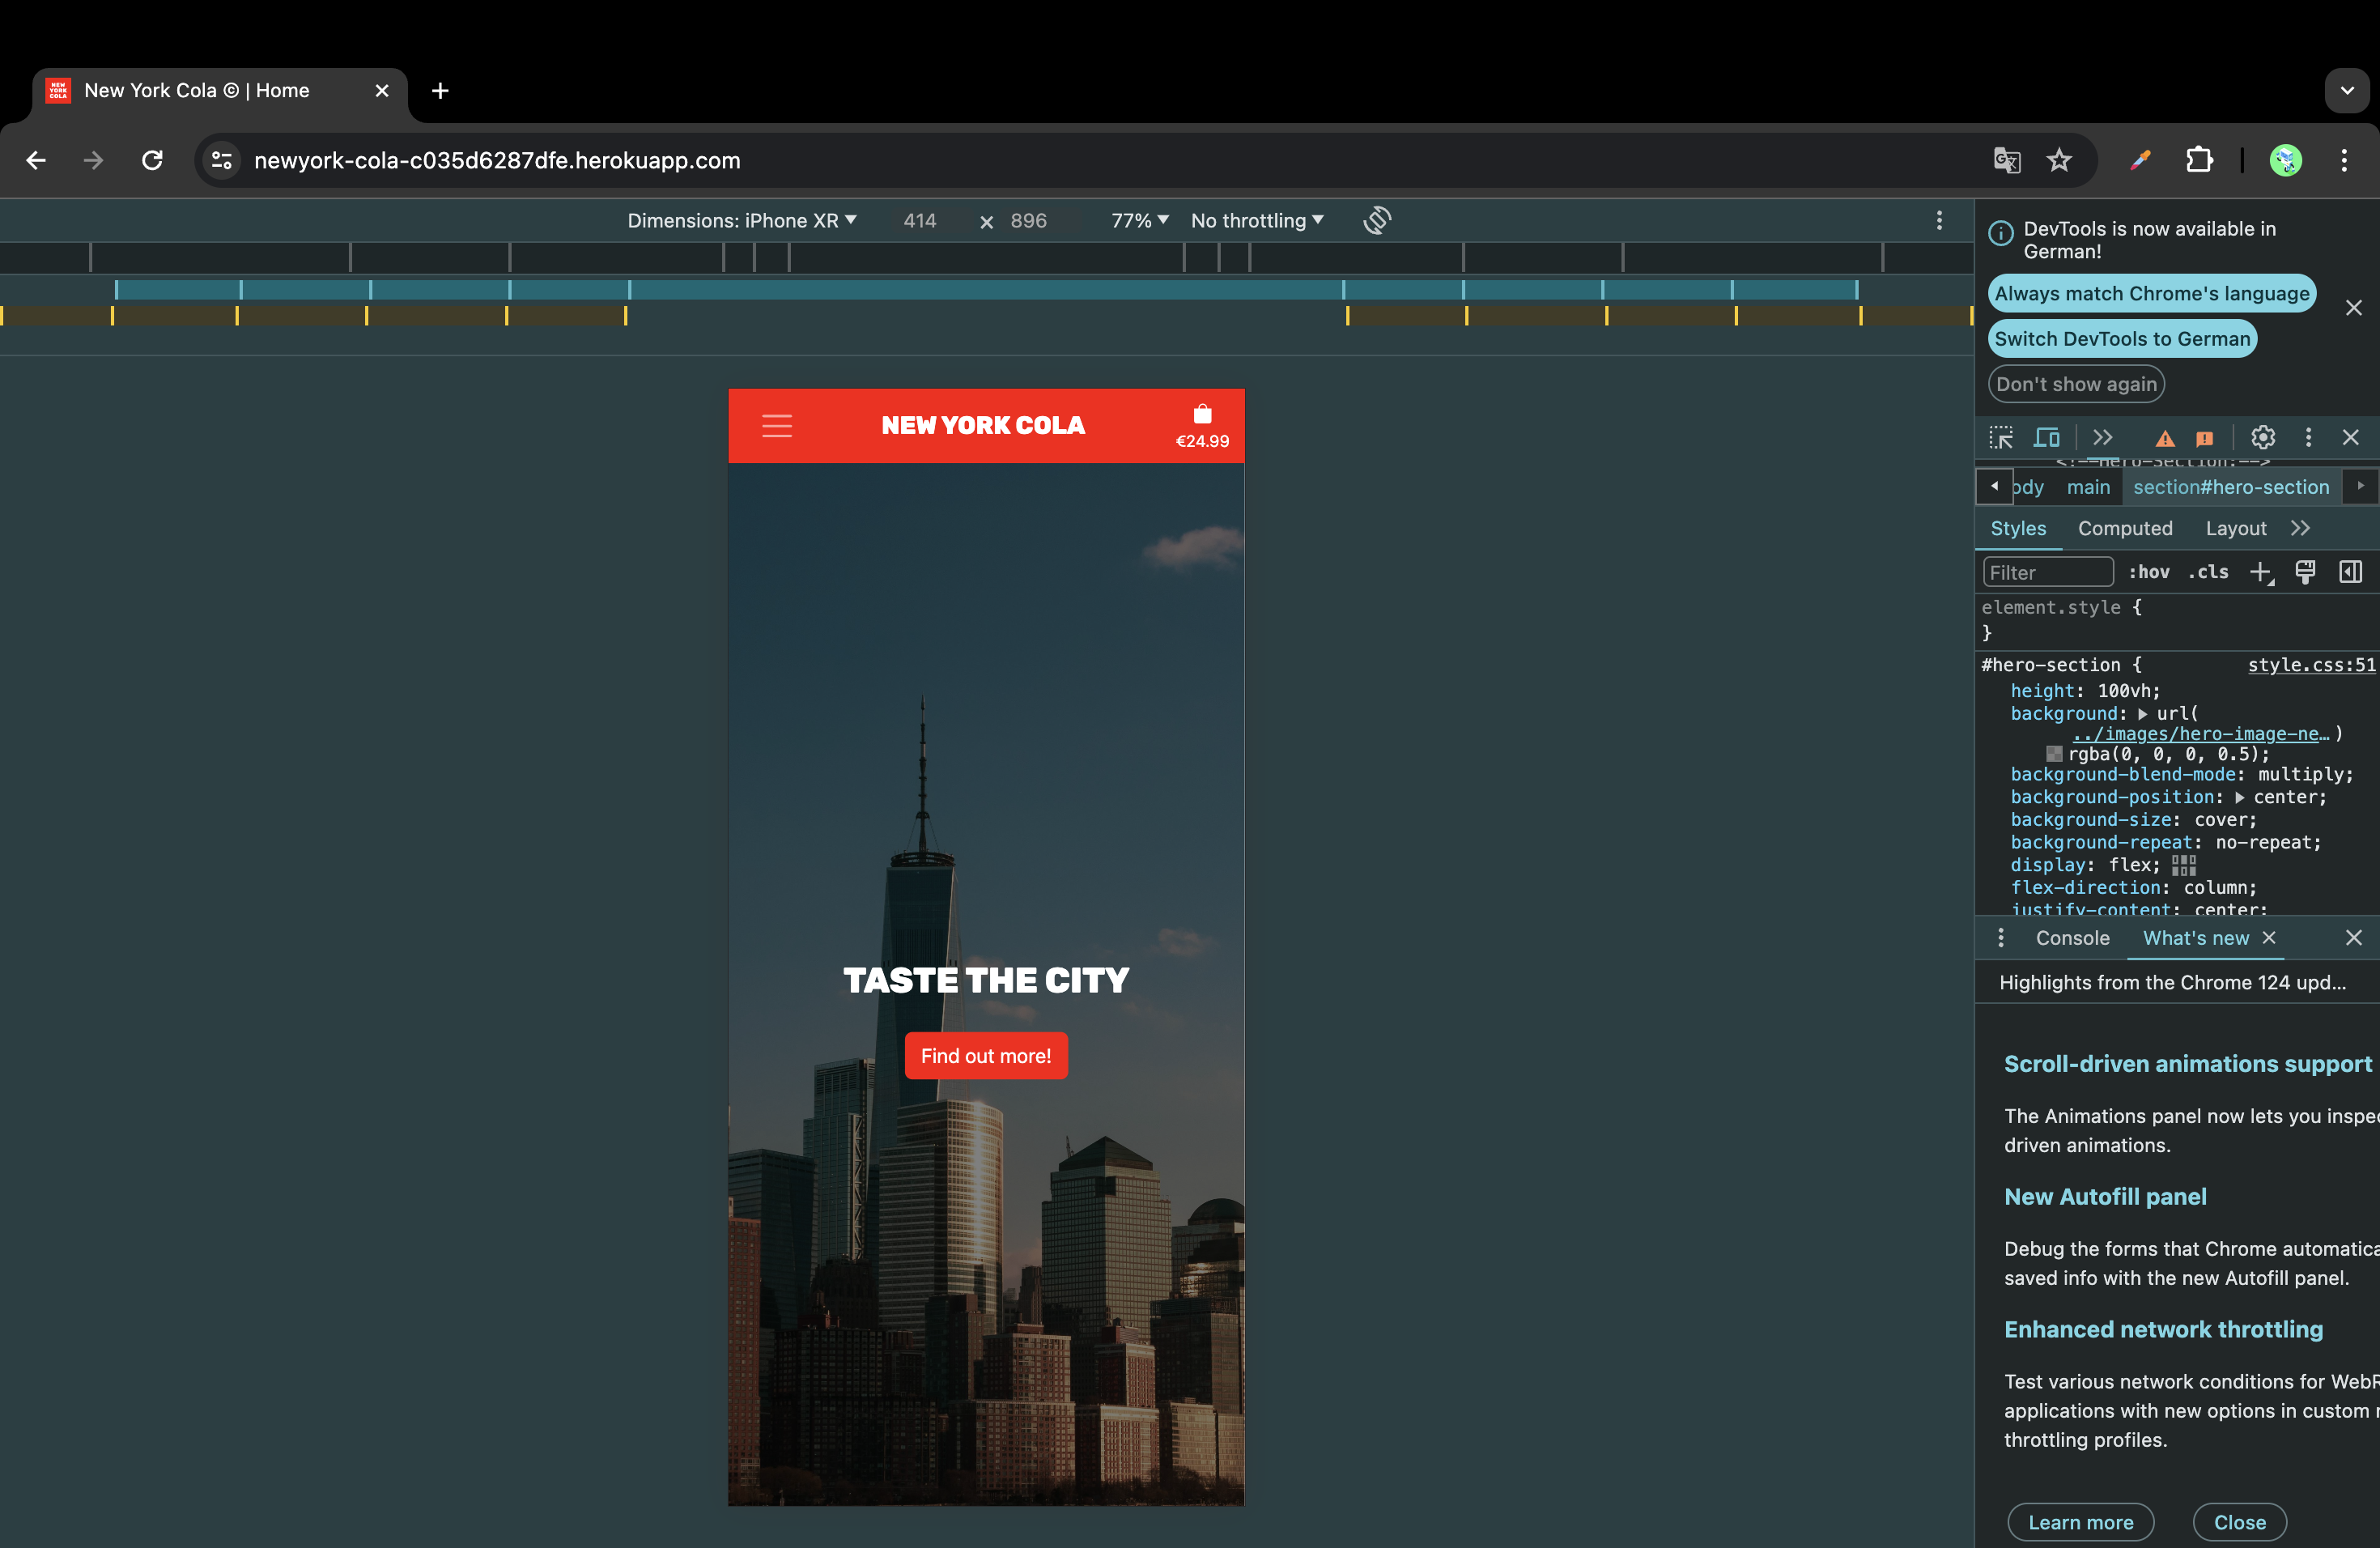 New York Cola © | Home
newyork-cola-c035d6287dfe.herokuapp.com
Dimensions: iPhone XR ▼ 414 × 896 77% ▼ No throttling ▼
DevTools is now available in
German!
Always match Chrome's language
Switch DevTools to German
Don't show again
<!--Hero-Section:-->
ody main section#hero-section
Styles Computed Layout
Filter :hov .cls
element.style {
}
#hero-section { style.css:51
height: 100vh;
background: ▶ url(
../images/hero-image-ne… )
rgba(0, 0, 0, 0.5);
background-blend-mode: multiply;
background-position: ▶ center;
background-size: cover;
background-repeat: no-repeat;
display: flex;
flex-direction: column;
justify-content: center;
Console What's new
Highlights from the Chrome 124 upd…
Scroll-driven animations support
The Animations panel now lets you inspec
driven animations.
New Autofill panel
Debug the forms that Chrome automatica
saved info with the new Autofill panel.
Enhanced network throttling
Test various network conditions for WebR
applications with new options in custom
throttling profiles.
Learn more Close
NEW YORK COLA
€24.99
TASTE THE CITY
Find out more!
NEW
YORK
COLA